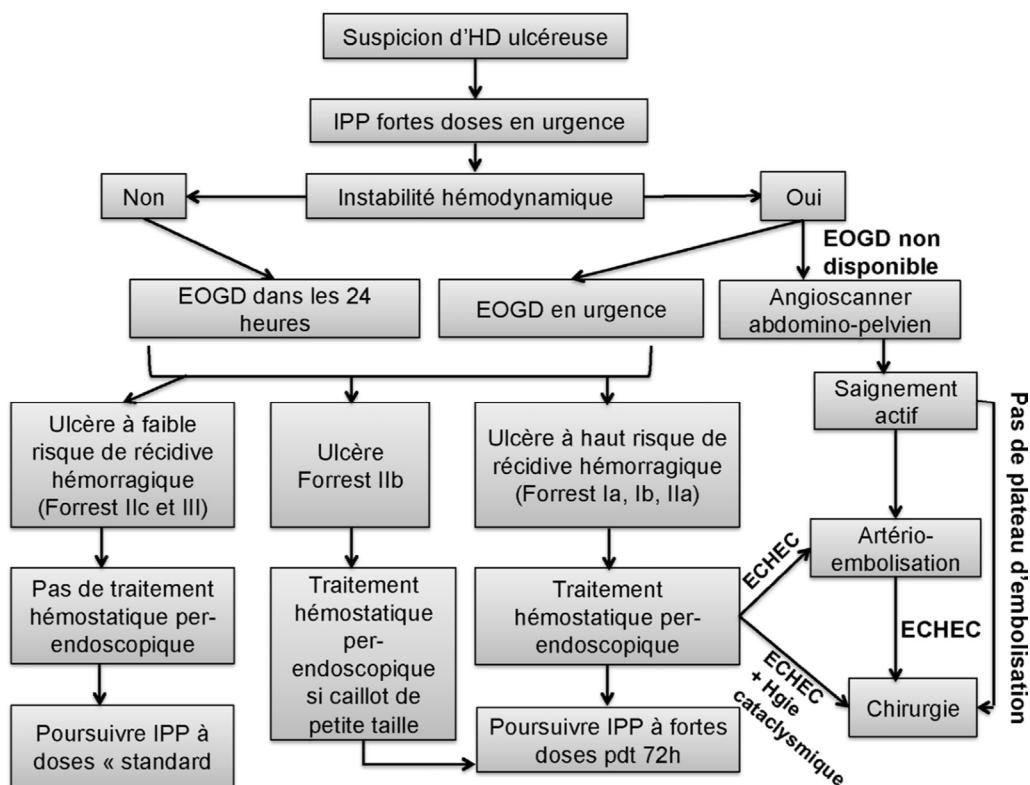 Suspicion d'HD ulcéreuse
IPP fortes doses en urgence
Non
Instabilité hémodynamique
Oui
EOGD non
disponible
EOGD dans les 24
heures
EOGD en urgence
Angioscanner
abdomino-pelvien
Saignement
actif
Pas de plateau d'embolisation
Ulcère à faible
risque de récidive
hémorragique
(Forrest IIc et III)
Ulcère
Forrest IIb
Ulcère à haut risque de
récidive hémorragique
(Forrest Ia, Ib, IIa)
ECHEC
Artério-
embolisation
Pas de traitement
hémostatique per-
endoscopique
Traitement
hémostatique
per-
endoscopique
si caillot de
petite taille
Traitement
hémostatique per-
endoscopique
ECHEC
ECHEC
+ Hgie
cataclysmique
Chirurgie
Poursuivre IPP à
doses « standard
Poursuivre IPP à fortes
doses pdt 72h